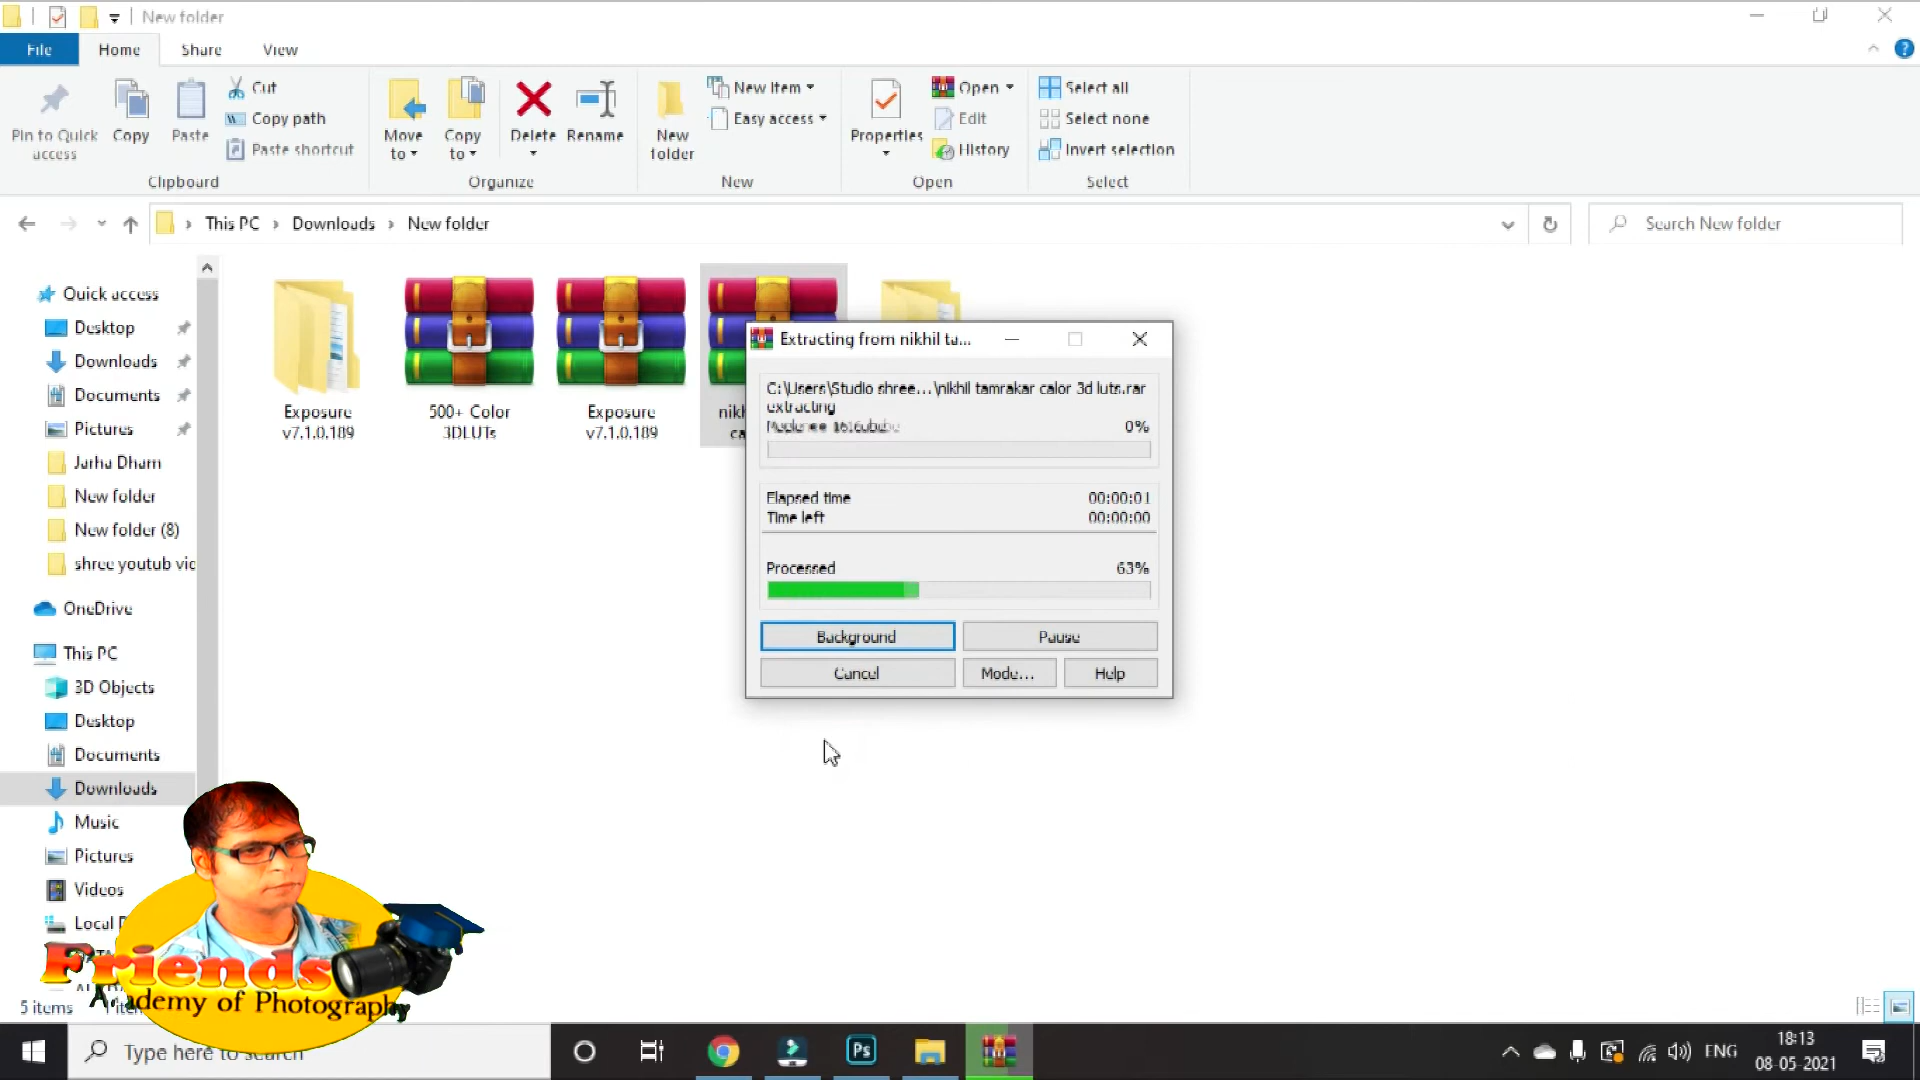 New folder
File
Home
Share
View
Pin to Quick access
Copy
Paste
Cut
Copy path
Paste shortcut
Clipboard
Move to
Copy to
Delete
Rename
Organize
New folder
New item
Easy access
New
Properties
Open
Edit
History
Open
Select all
Select none
Invert selection
Select
This PC
Downloads
New folder
Search New folder
Quick access
Desktop
Downloads
Documents
Pictures
Jarha Dham
New folder
New folder (8)
shree youtub vic
OneDrive
This PC
3D Objects
Desktop
Documents
Downloads
Music
Pictures
Videos
Local
5 items
Exposure
v7.1.0.189
500+ Color
3DLUTs
Exposure
v7.1.0.189
Extracting from nikhil ta...
C:\Users\Studio shree...\nikhil tamrakar calor 3d luts.rar
extracting
0%
Elapsed time
00:00:01
Time left
00:00:00
Processed
63%
Background
Pause
Cancel
Mode...
Help
Friends
Academy of Photography
Type here to search
Ps
ENG
18:13
08-05-2021